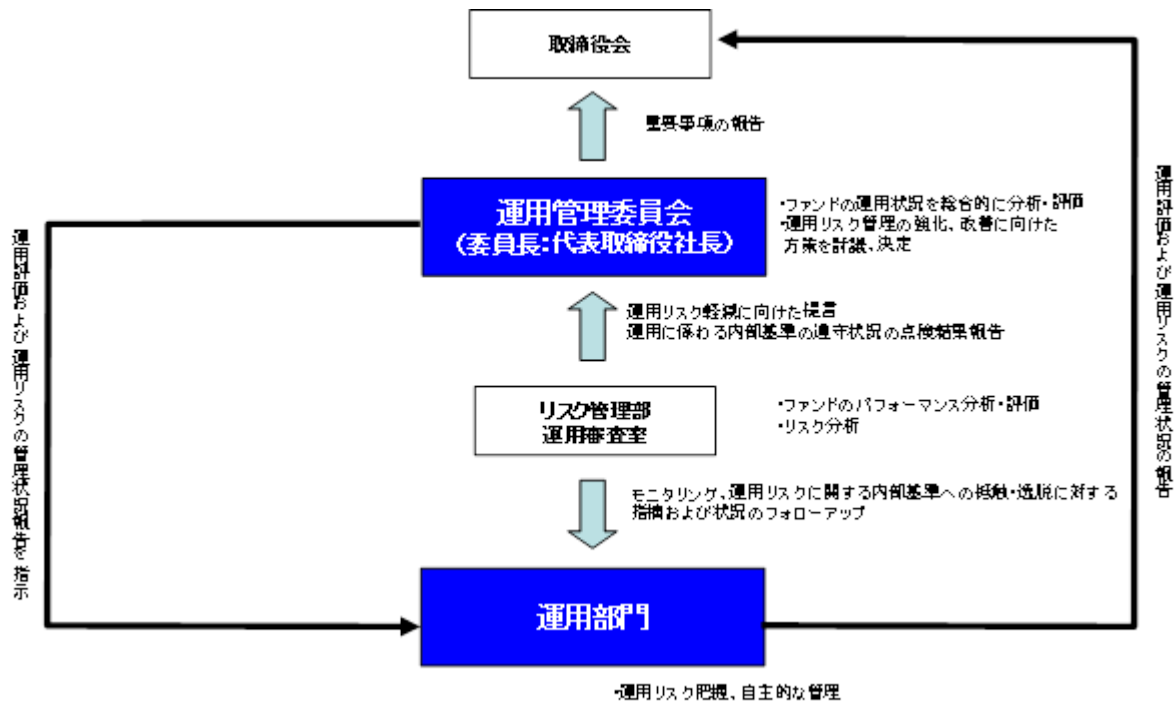 取締役会
重要事項の報告
運用管理委員会
(委員長:代表取締役社長)
・ファンドの運用状況を総合的に分析・評価
・運用リスク管理の強化、改善に向けた
方策を討議、決定
運用リスク軽減に向けた提言
運用に係わる内部基準の遵守状況の点検結果報告
リスク管理部
運用審査室
・ファンドのパフォーマンス分析・評価
・リスク分析
モニタリング、運用リスクに関する内部基準への抵触・逸脱に対する
指摘および状況のフォローアップ
運用部門
・運用リスク把握、自主的な管理
運用評価および運用リスクの管理状況報告を指示
運用評価および運用リスクの管理状況の報告